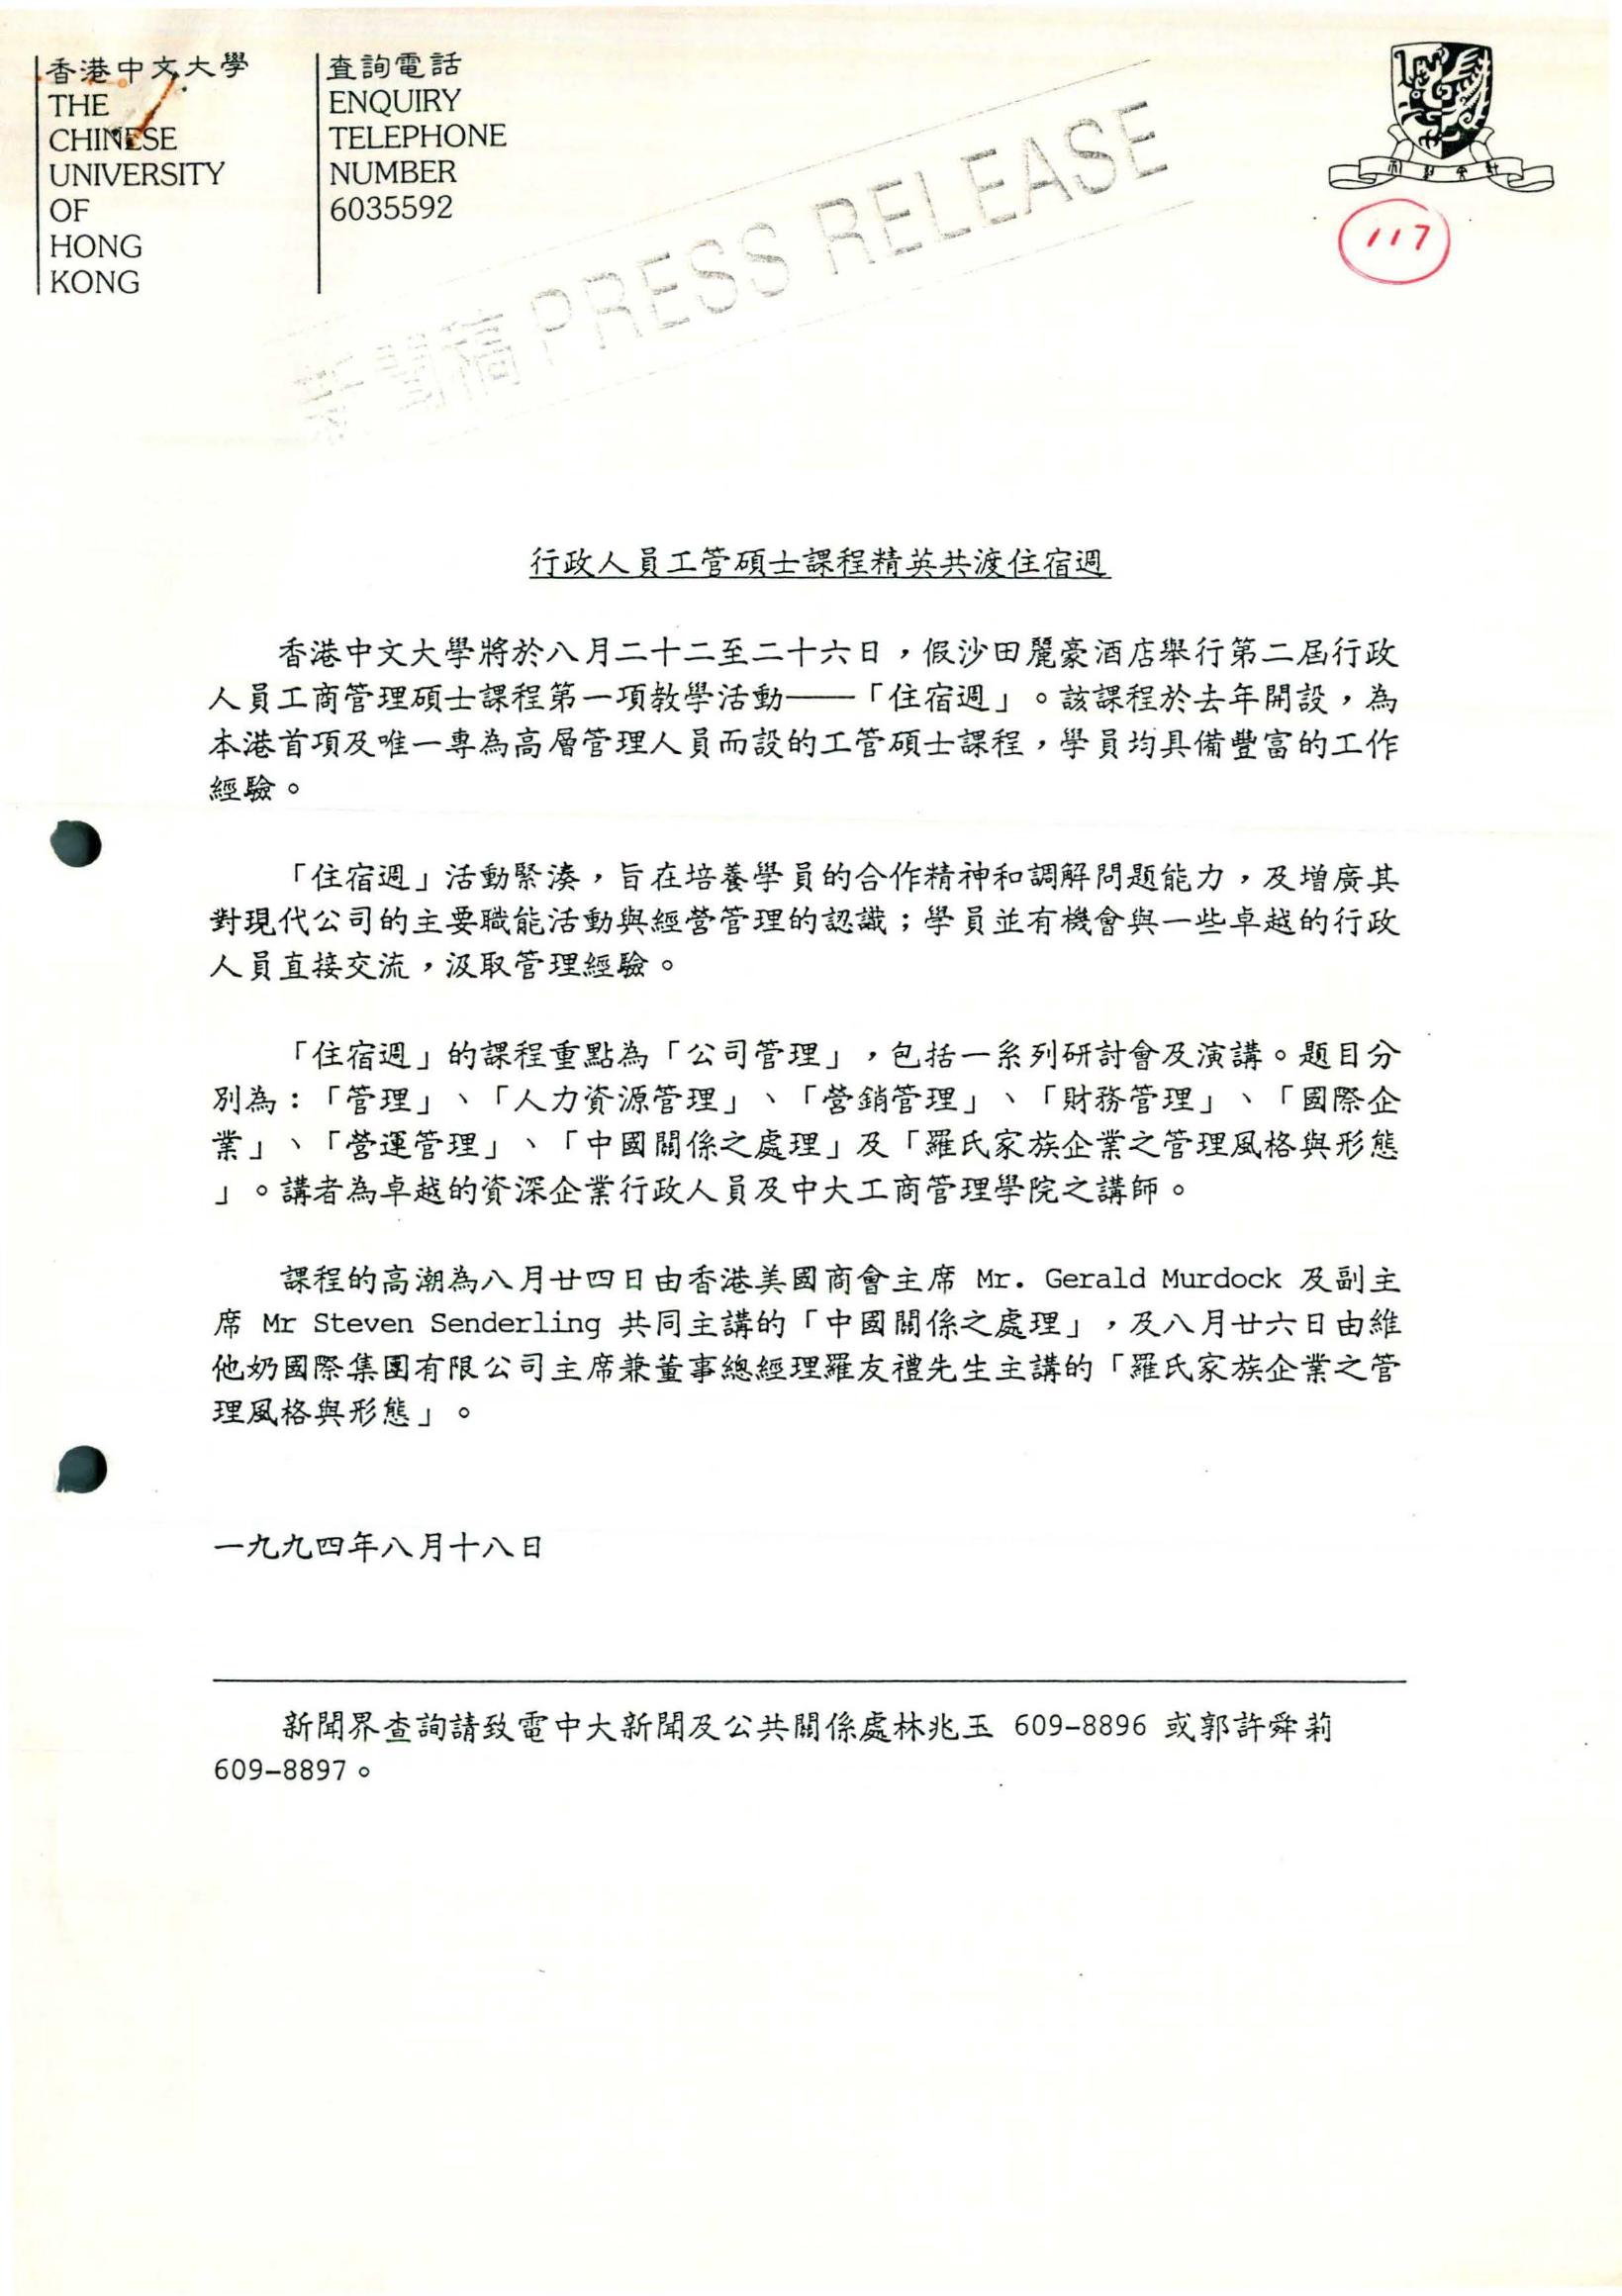 香港中文大學
THE
CHINESE
UNIVERSITY
OF
HONG
KONG
查詢電話
ENQUIRY
TELEPHONE
NUMBER
6035592
新聞稿 PRESS RELEASE
117
行政人員工管碩士課程精英共渡住宿週
香港中文大學將於八月二十二至二十六日，假沙田麗豪酒店舉行第二屆行政
人員工商管理碩士課程第一項教學活動——「住宿週」。該課程於去年開設，為
本港首項及唯一專為高層管理人員而設的工管碩士課程，學員均具備豐富的工作
經驗。
「住宿週」活動緊湊，旨在培養學員的合作精神和調解問題能力，及增廣其
對現代公司的主要職能活動與經營管理的認識；學員並有機會與一些卓越的行政
人員直接交流，汲取管理經驗。
「住宿週」的課程重點為「公司管理」，包括一系列研討會及演講。題目分
別為：「管理」、「人力資源管理」、「營銷管理」、「財務管理」、「國際企
業」、「營運管理」、「中國關係之處理」及「羅氏家族企業之管理風格與形態
」。講者為卓越的資深企業行政人員及中大工商管理學院之講師。
課程的高潮為八月廿四日由香港美國商會主席 Mr. Gerald Murdock 及副主
席 Mr Steven Senderling 共同主講的「中國關係之處理」，及八月廿六日由維
他奶國際集團有限公司主席兼董事總經理羅友禮先生主講的「羅氏家族企業之管
理風格與形態」。
一九九四年八月十八日
新聞界查詢請致電中大新聞及公共關係處林兆玉 609-8896 或郭許舜莉
609-8897。